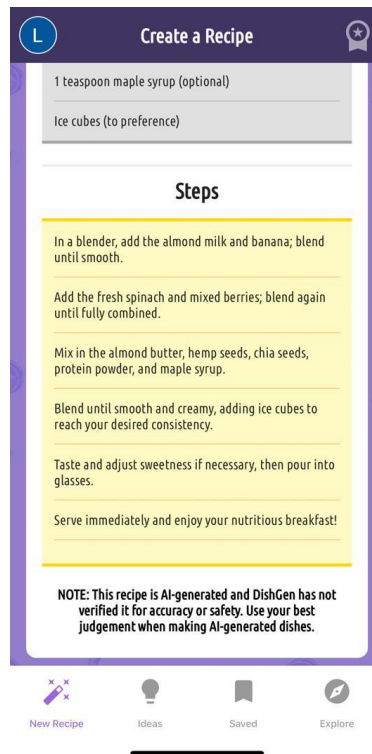 L
Create a Recipe
1 teaspoon maple syrup (optional)
Ice cubes (to preference)
Steps
In a blender, add the almond milk and banana; blend
until smooth.
Add the fresh spinach and mixed berries; blend again
until fully combined.
Mix in the almond butter, hemp seeds, chia seeds,
protein powder, and maple syrup.
Blend until smooth and creamy, adding ice cubes to
reach your desired consistency.
Taste and adjust sweetness if necessary, then pour into
glasses.
Serve immediately and enjoy your nutritious breakfast!
NOTE: This recipe is AI-generated and DishGen has not
verified it for accuracy or safety. Use your best
judgement when making AI-generated dishes.
New Recipe
Ideas
Saved
Explore